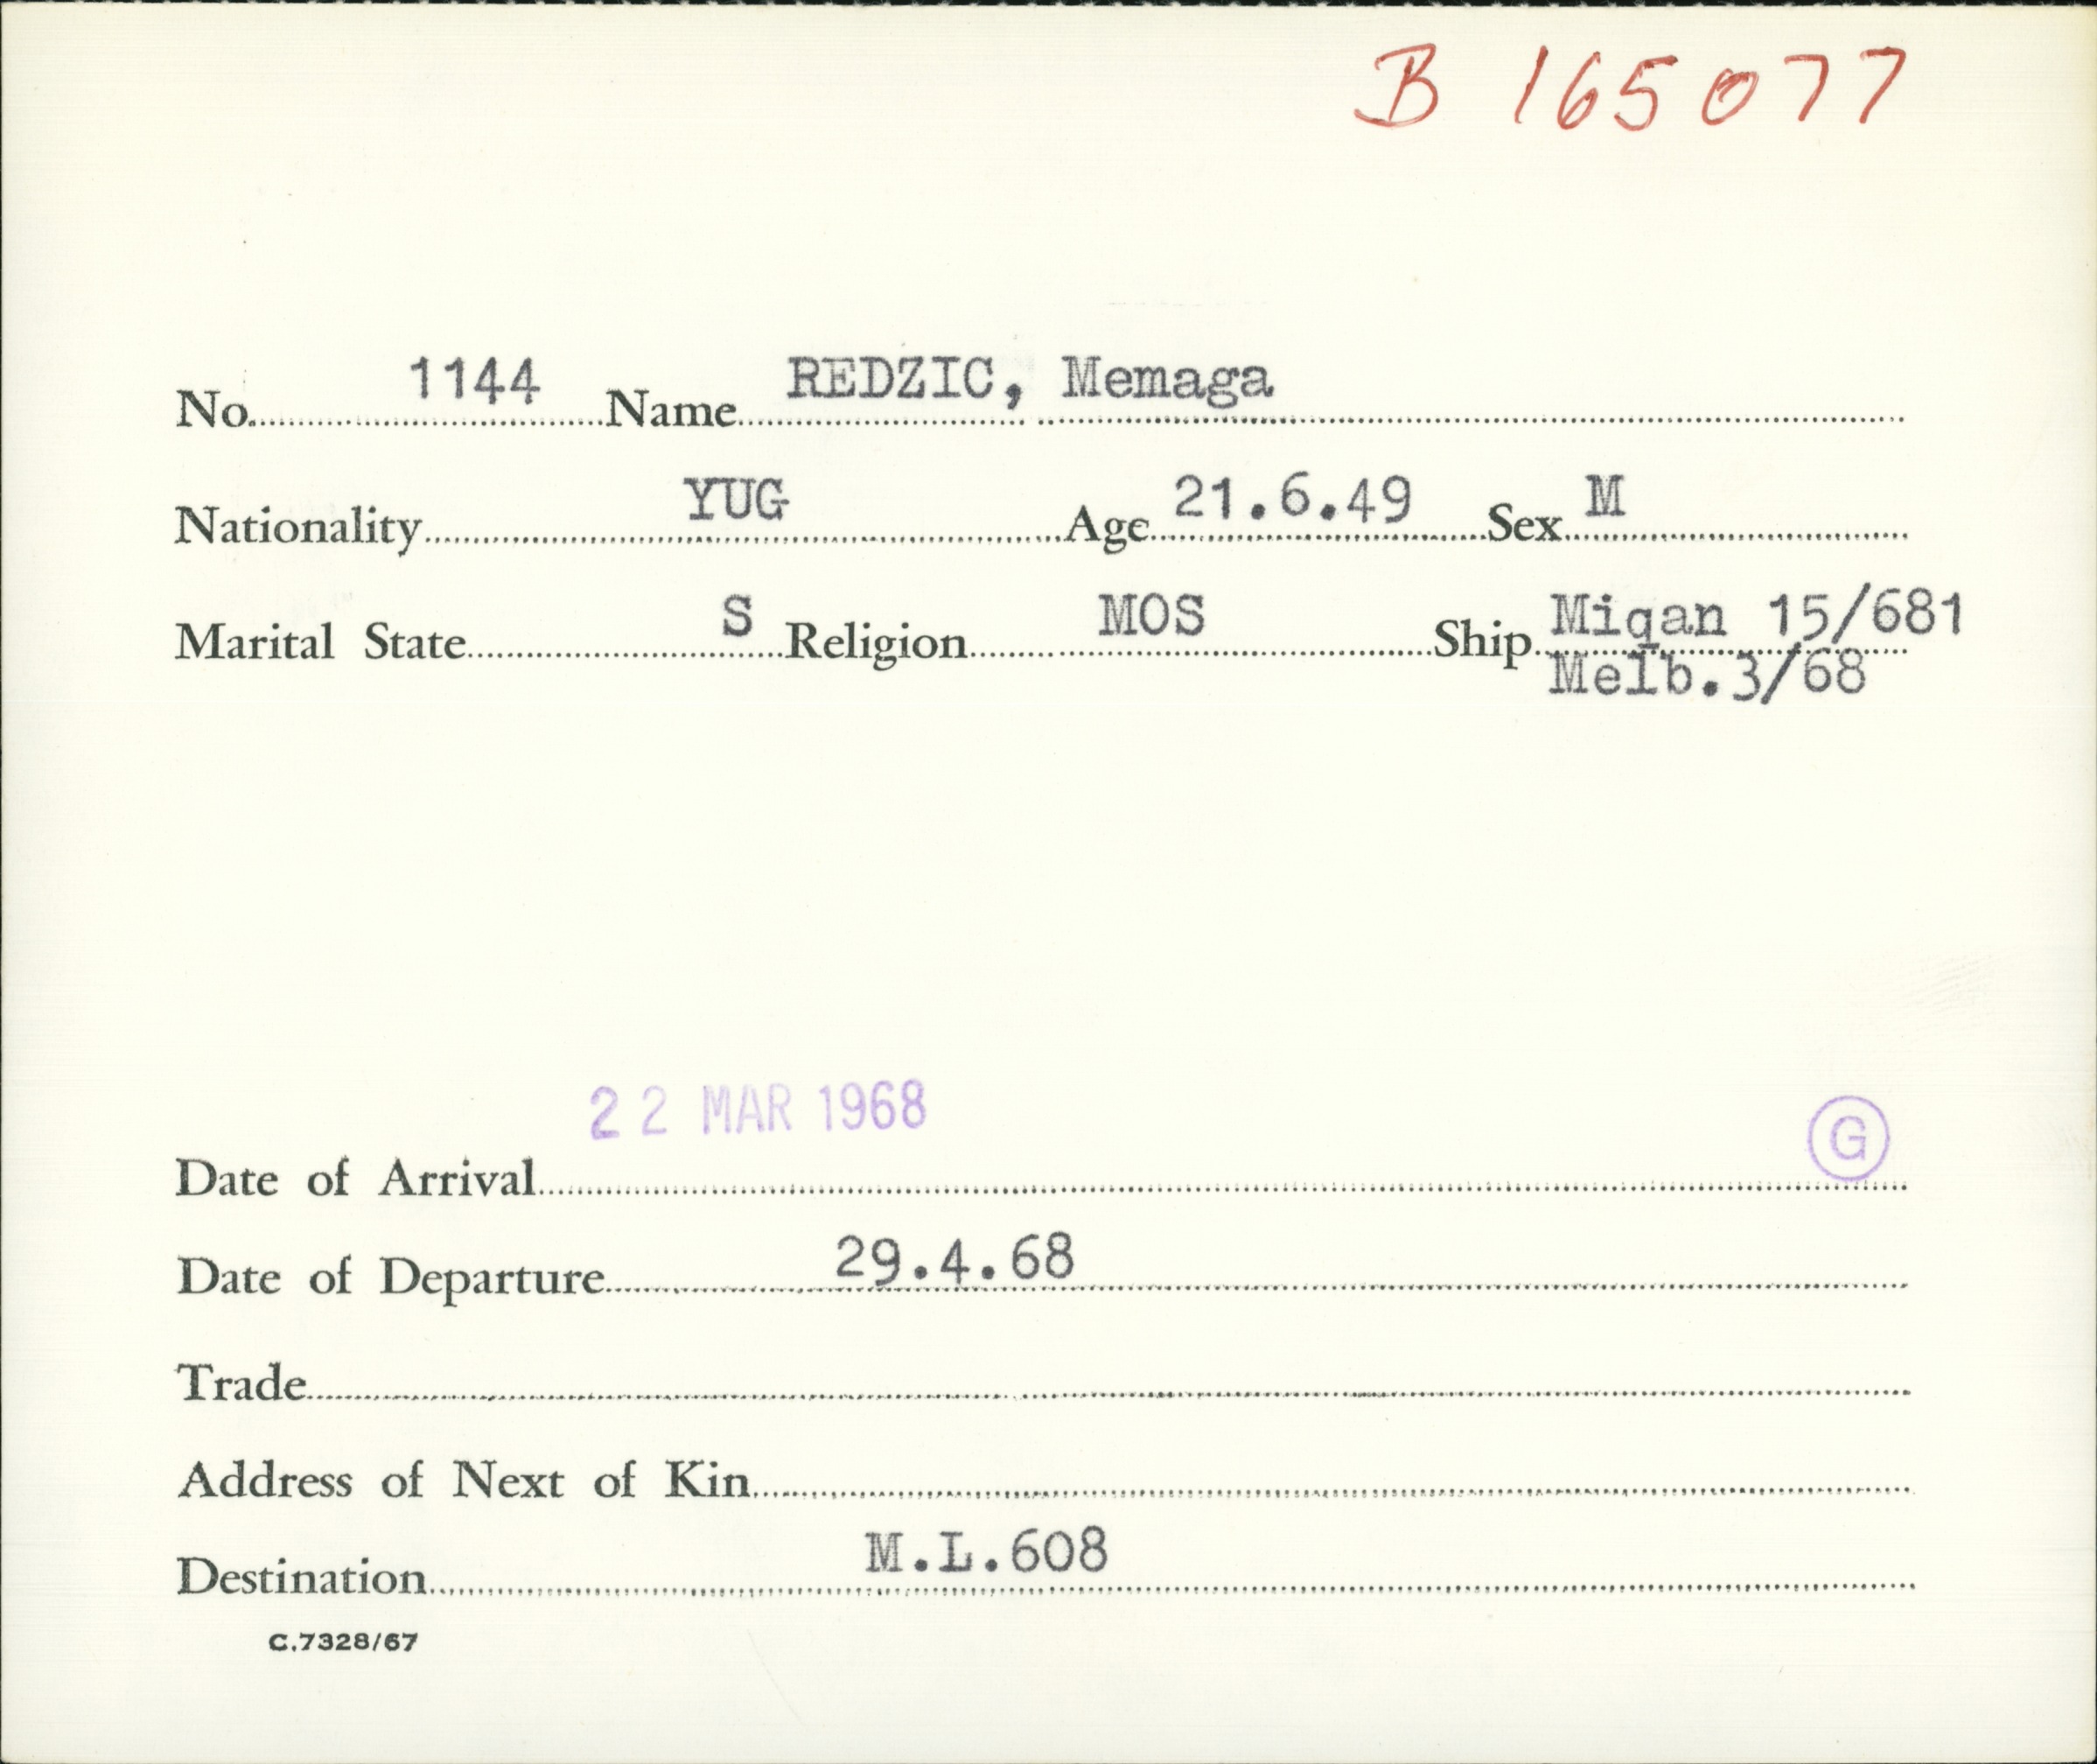 B 165077
No. 1144 Name REDZIC, Memaga
Nationality YUG Age 21.6.49 Sex M
Marital State S Religion MOS Ship Miqan 15/681
Melb.3/68
22 MAR 1968
G
Date of Arrival
Date of Departure 29.4.68
Trade
Address of Next of Kin
Destination M.L.608
C.7328/67